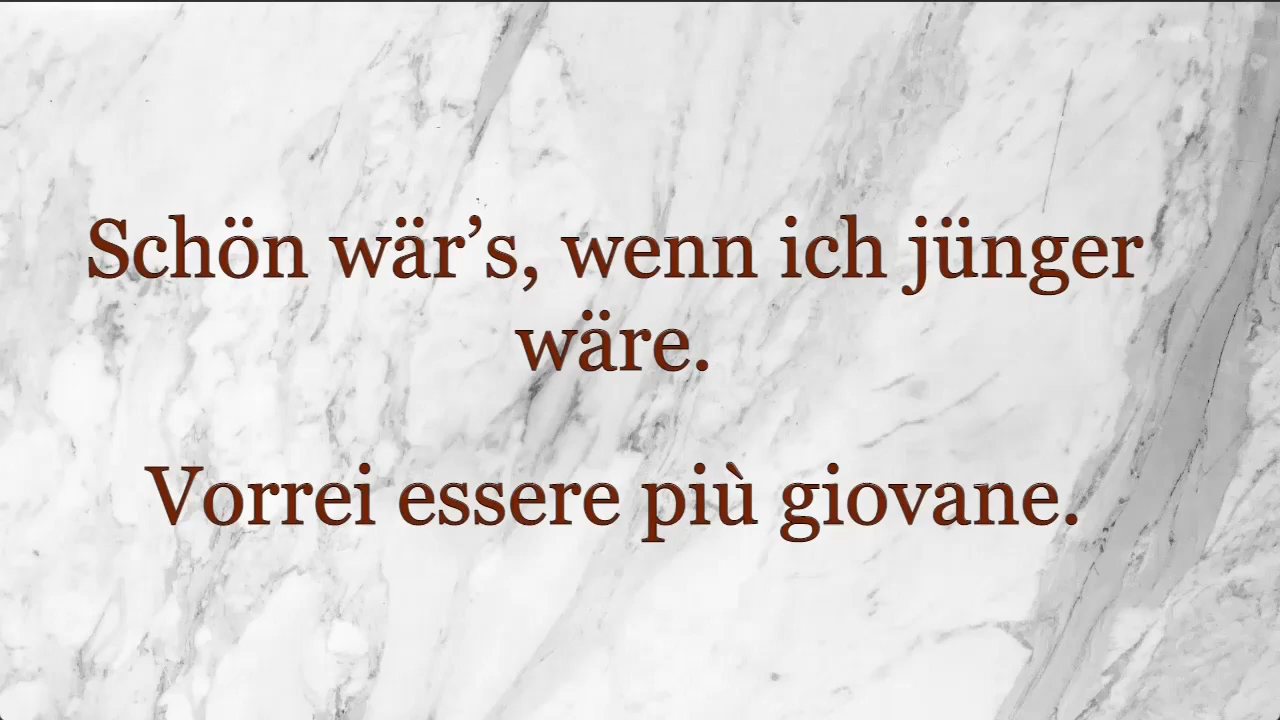 Schön wär’s, wenn ich jünger
wäre.
Vorrei essere più giovane.